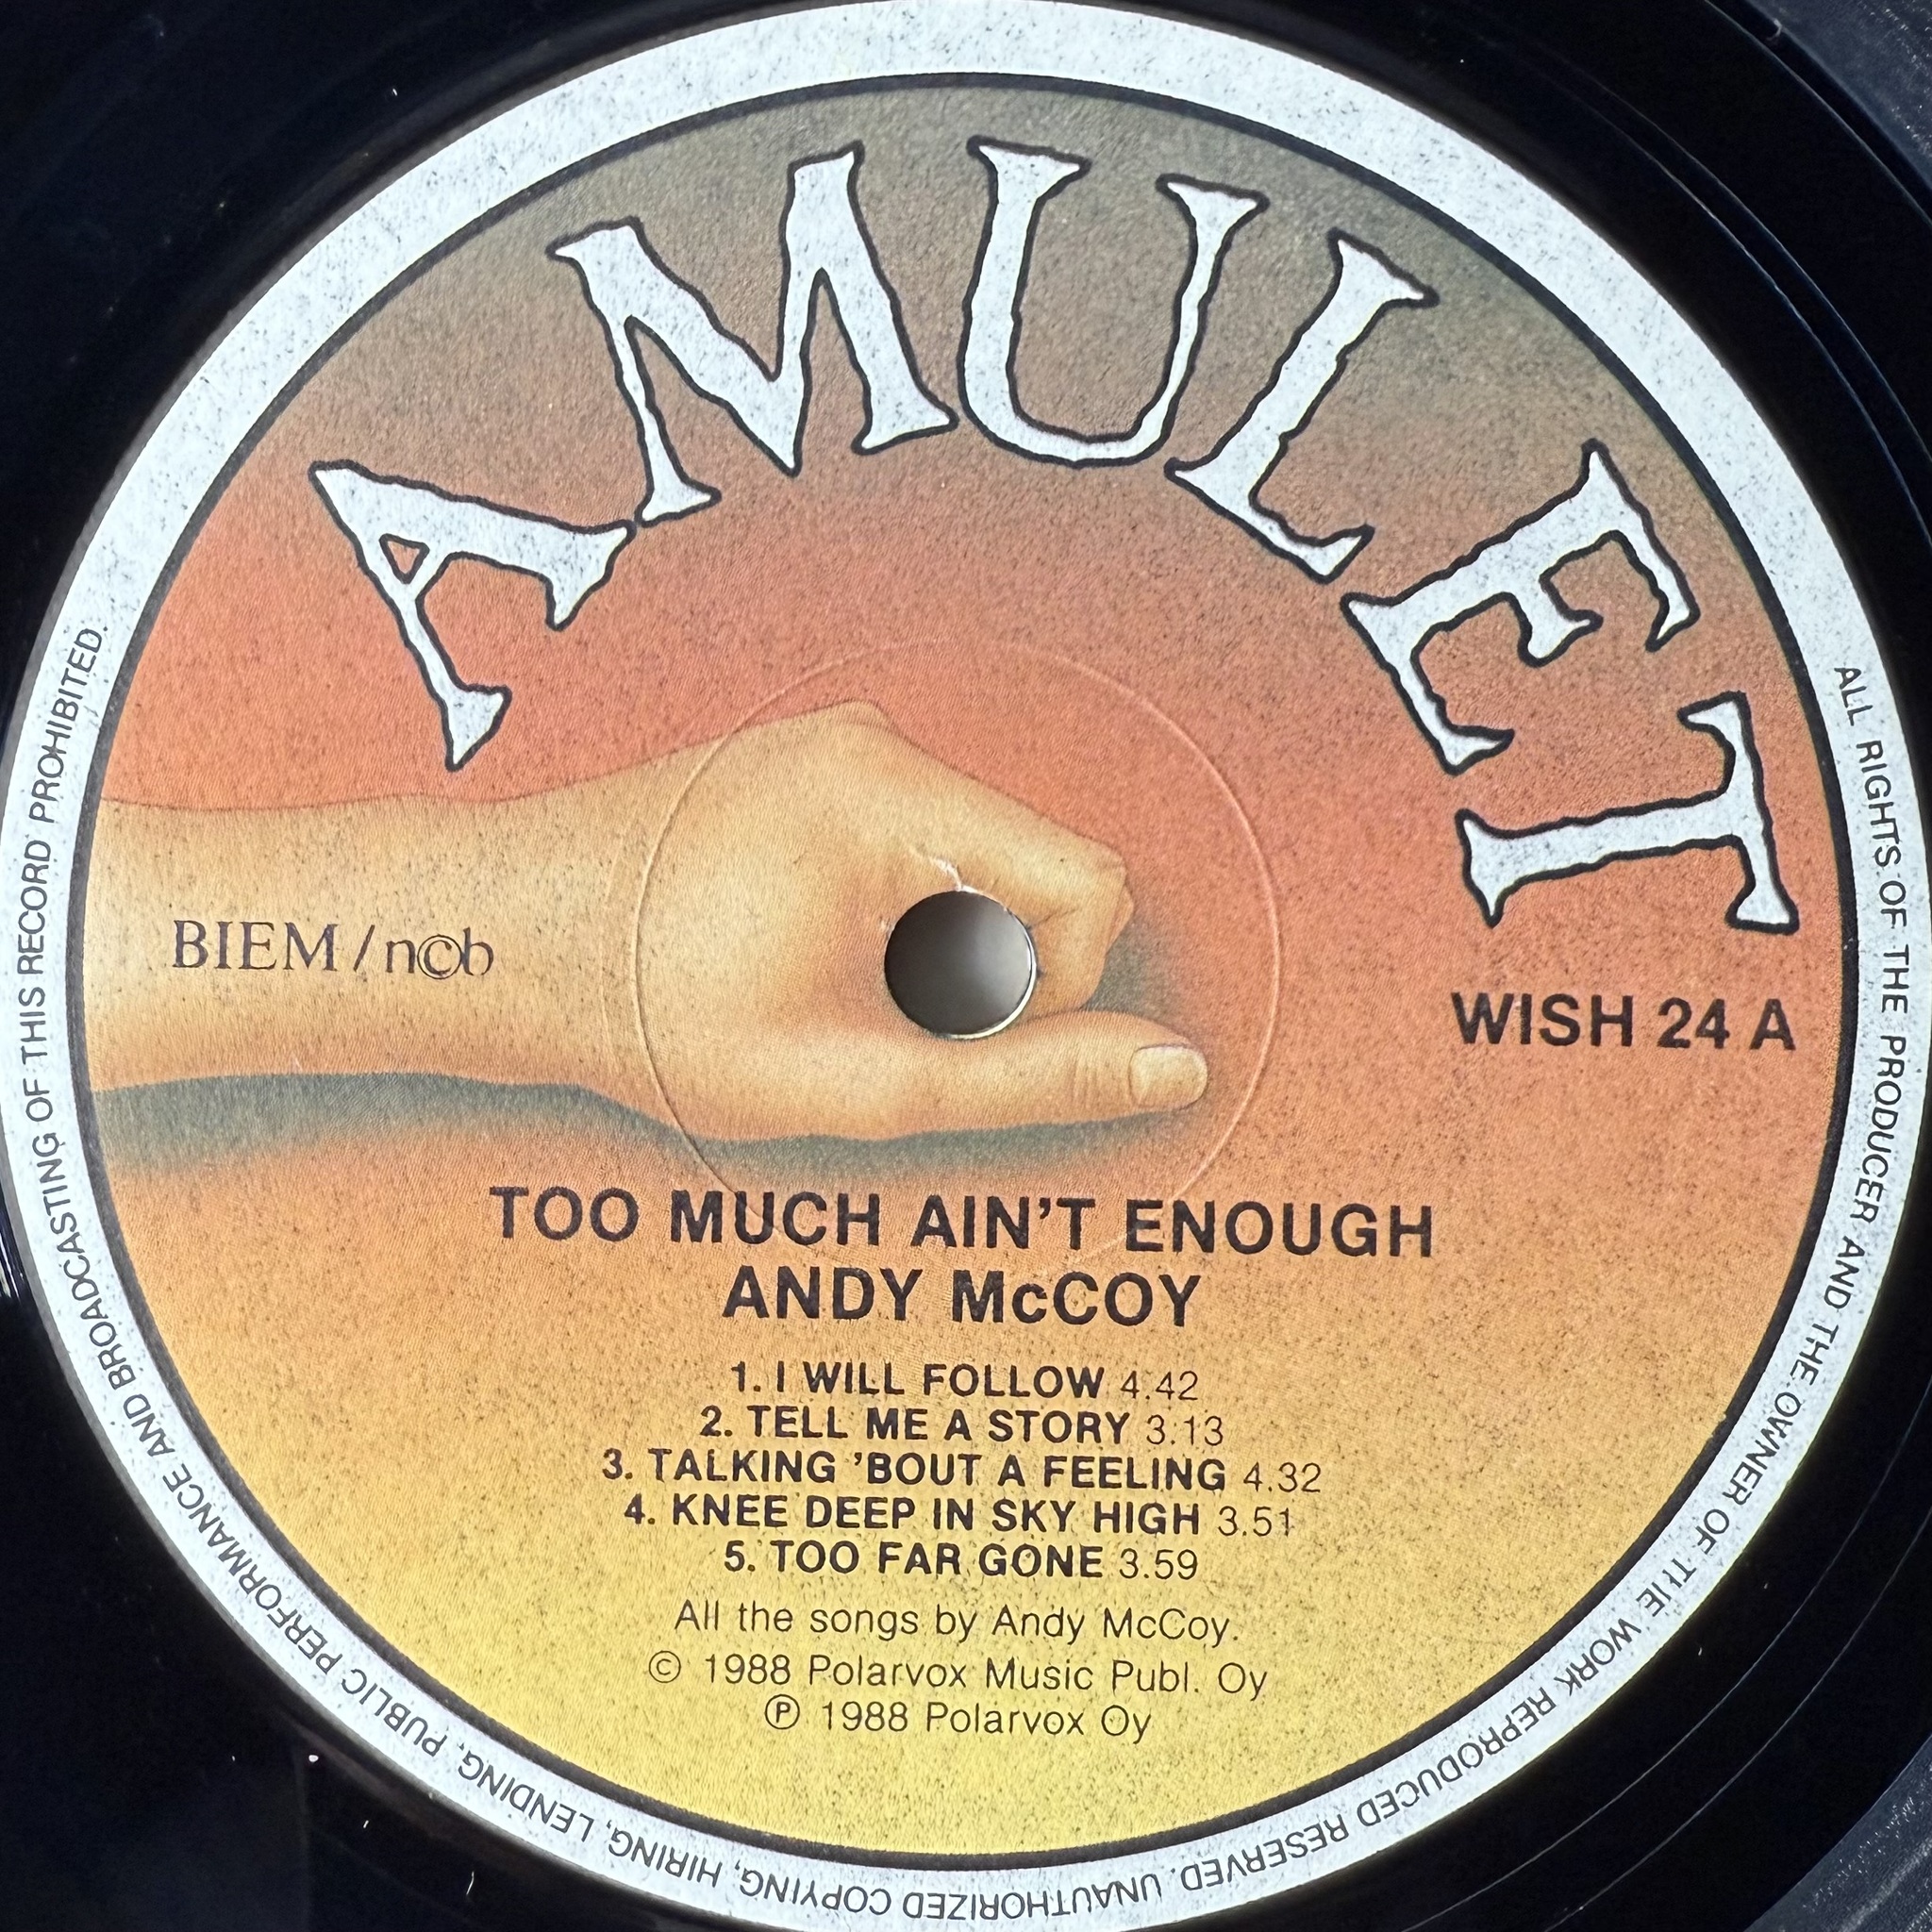 AMULET
BIEM/n©b
WISH 24 A
TOO MUCH AIN'T ENOUGH
ANDY McCOY
1. I WILL FOLLOW 4.42
2. TELL ME A STORY 3.13
3. TALKING 'BOUT A FEELING 4.32
4. KNEE DEEP IN SKY HIGH 3.51
5. TOO FAR GONE 3.59
All the songs by Andy McCoy.
© 1988 Polarvox Music Publ. Oy
℗ 1988 Polarvox Oy
ALL RIGHTS OF THE PRODUCER AND THE OWNER OF THE WORK REPRODUCED RESERVED. UNAUTHORIZED COPYING, HIRING, LENDING, PUBLIC PERFORMANCE AND BROADCASTING OF THIS RECORD PROHIBITED.